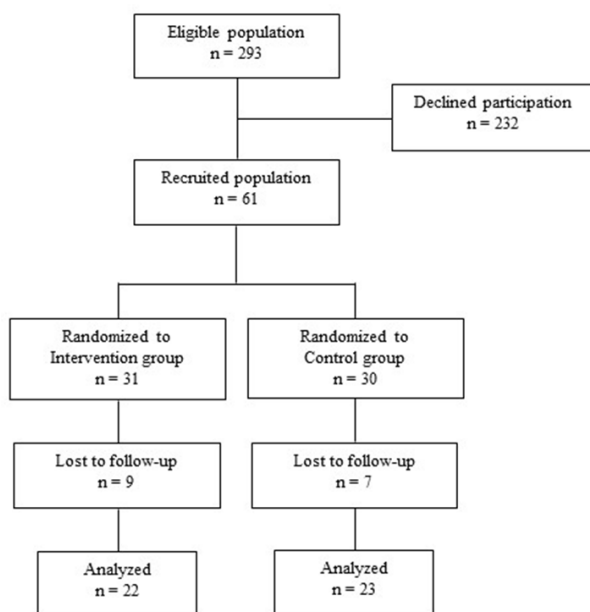 Eligible population
n = 293
Declined participation
n = 232
Recruited population
n = 61
Randomized to
Intervention group
n = 31
Randomized to
Control group
n = 30
Lost to follow-up
n = 9
Lost to follow-up
n = 7
Analyzed
n = 22
Analyzed
n = 23